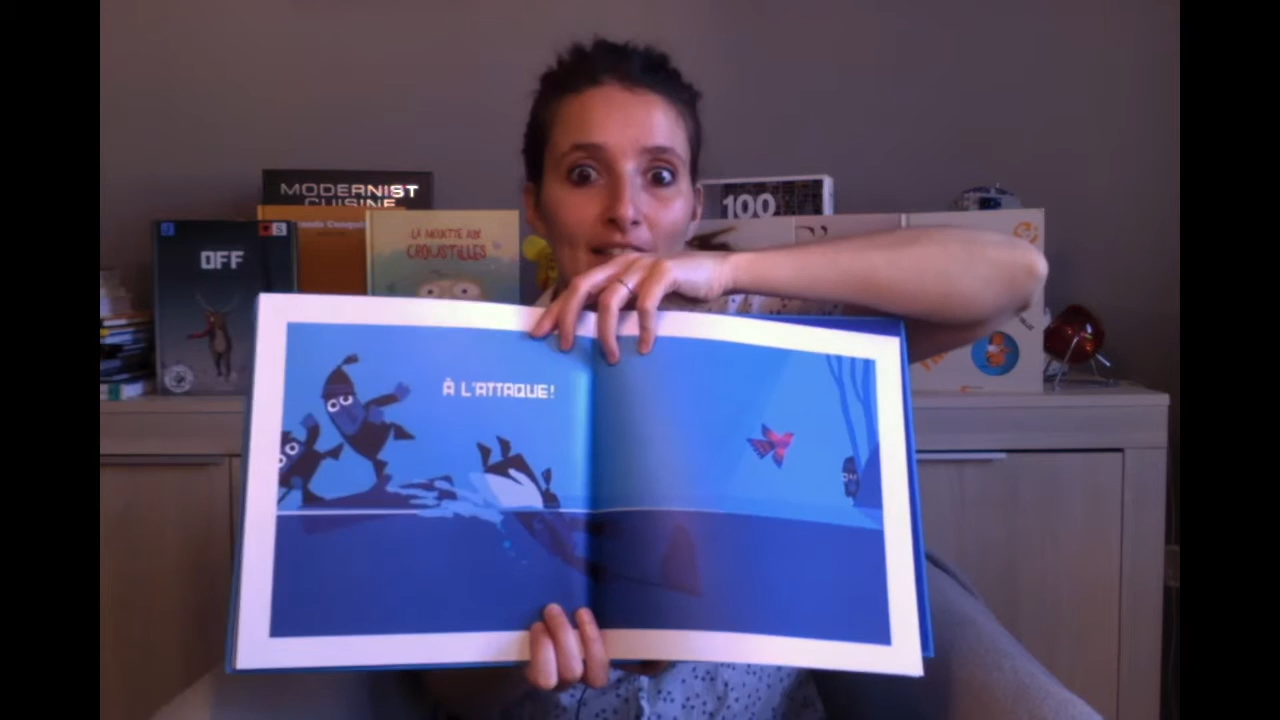 MODERNIST
CUISINE
OFF
LA MOUETTE AUX
CROUSTILLES
100
À L'ATTAQUE!